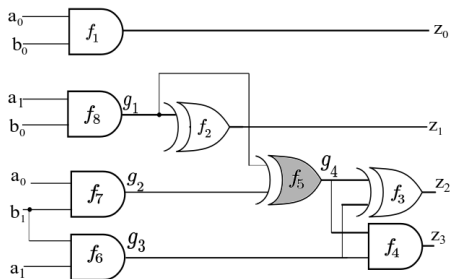 a₀ f₁ z₀
b₀
a₁ f₈ g₁ f₂ z₁
b₀
a₀ f₇ g₂ f₅ g₄ f₃ z₂
b₁
f₆ g₃ f₄ z₃
a₁